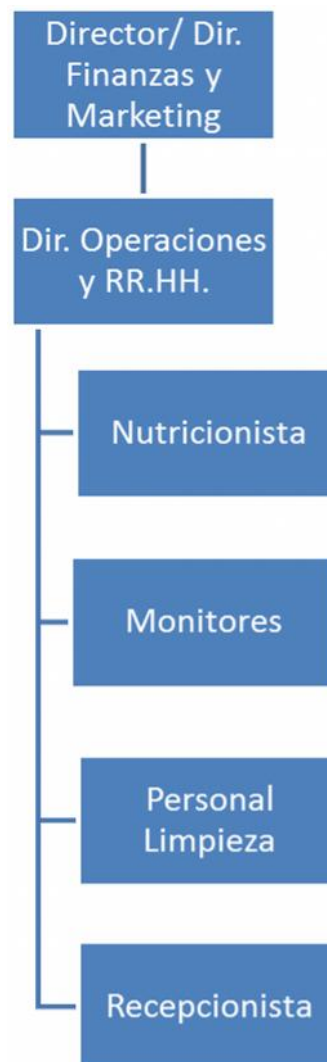 Director/ Dir.
Finanzas y
Marketing
Dir. Operaciones
y RR.HH.
Nutricionista
Monitores
Personal
Limpieza
Recepcionista